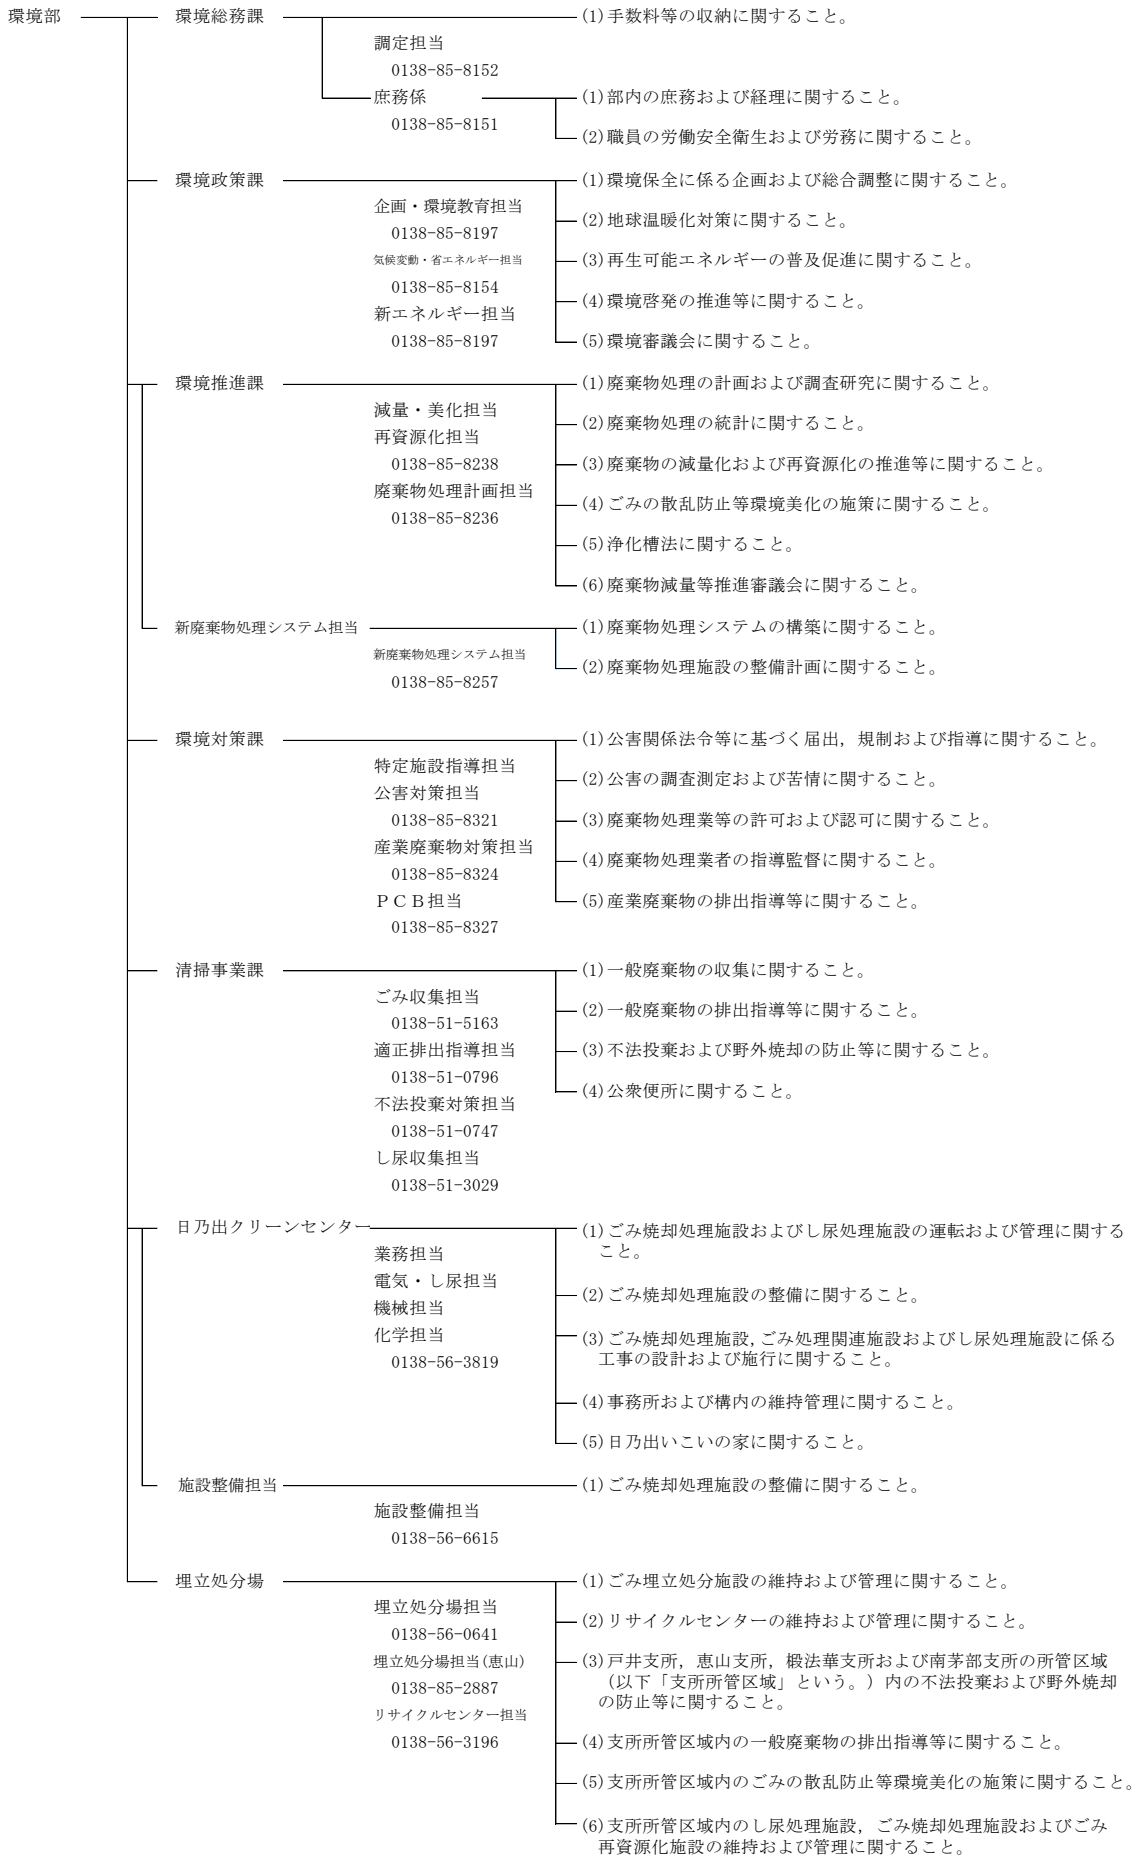 環境部
環境総務課
(1)手数料等の収納に関すること。
調定担当
0138-85-8152
庶務係
0138-85-8151
(1)部内の庶務および経理に関すること。
(2)職員の労働安全衛生および労務に関すること。
環境政策課
企画・環境教育担当
0138-85-8197
気候変動・省エネルギー担当
0138-85-8154
新エネルギー担当
0138-85-8197
(1)環境保全に係る企画および総合調整に関すること。
(2)地球温暖化対策に関すること。
(3)再生可能エネルギーの普及促進に関すること。
(4)環境啓発の推進等に関すること。
(5)環境審議会に関すること。
環境推進課
減量・美化担当
再資源化担当
0138-85-8238
廃棄物処理計画担当
0138-85-8236
(1)廃棄物処理の計画および調査研究に関すること。
(2)廃棄物処理の統計に関すること。
(3)廃棄物の減量化および再資源化の推進等に関すること。
(4)ごみの散乱防止等環境美化の施策に関すること。
(5)浄化槽法に関すること。
(6)廃棄物減量等推進審議会に関すること。
新廃棄物処理システム担当
新廃棄物処理システム担当
0138-85-8257
(1)廃棄物処理システムの構築に関すること。
(2)廃棄物処理施設の整備計画に関すること。
環境対策課
特定施設指導担当
公害対策担当
0138-85-8321
産業廃棄物対策担当
0138-85-8324
ＰＣＢ担当
0138-85-8327
(1)公害関係法令等に基づく届出，規制および指導に関すること。
(2)公害の調査測定および苦情に関すること。
(3)廃棄物処理業等の許可および認可に関すること。
(4)廃棄物処理業者の指導監督に関すること。
(5)産業廃棄物の排出指導等に関すること。
清掃事業課
ごみ収集担当
0138-51-5163
適正排出指導担当
0138-51-0796
不法投棄対策担当
0138-51-0747
し尿収集担当
0138-51-3029
(1)一般廃棄物の収集に関すること。
(2)一般廃棄物の排出指導等に関すること。
(3)不法投棄および野外焼却の防止等に関すること。
(4)公衆便所に関すること。
日乃出クリーンセンター
業務担当
電気・し尿担当
機械担当
化学担当
0138-56-3819
(1)ごみ焼却処理施設およびし尿処理施設の運転および管理に関する
こと。
(2)ごみ焼却処理施設の整備に関すること。
(3)ごみ焼却処理施設，ごみ処理関連施設およびし尿処理施設に係る
工事の設計および施行に関すること。
(4)事務所および構内の維持管理に関すること。
(5)日乃出いこいの家に関すること。
施設整備担当
施設整備担当
0138-56-6615
(1)ごみ焼却処理施設の整備に関すること。
埋立処分場
埋立処分場担当
0138-56-0641
埋立処分場担当(恵山)
0138-85-2887
リサイクルセンター担当
0138-56-3196
(1)ごみ埋立処分施設の維持および管理に関すること。
(2)リサイクルセンターの維持および管理に関すること。
(3)戸井支所，恵山支所，椴法華支所および南茅部支所の所管区域
（以下「支所所管区域」という。）内の不法投棄および野外焼却
の防止等に関すること。
(4)支所所管区域内の一般廃棄物の排出指導等に関すること。
(5)支所所管区域内のごみの散乱防止等環境美化の施策に関すること。
(6)支所所管区域内のし尿処理施設，ごみ焼却処理施設およびごみ
再資源化施設の維持および管理に関すること。